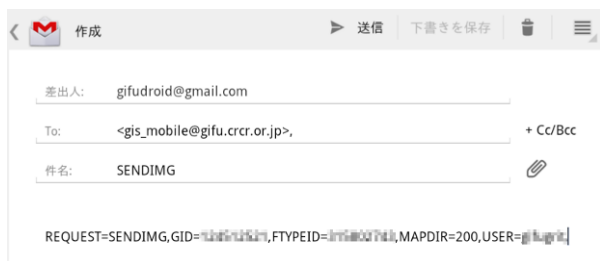 作成 送信 下書きを保存
差出人: gifudroid@gmail.com
To: <gis_mobile@gifu.crcr.or.jp>, + Cc/Bcc
件名: SENDIMG
REQUEST=SENDIMG,GID= ,FTYPEID= ,MAPDIR=200,USER=